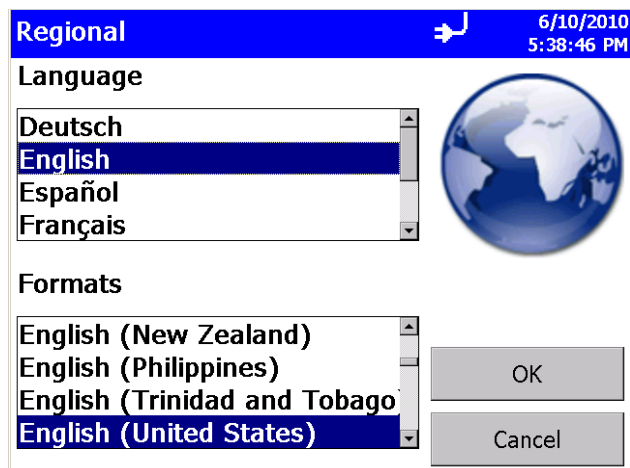 Regional
6/10/2010
5:38:46 PM
Language
Deutsch
English
Español
Français
Formats
English (New Zealand)
English (Philippines)
English (Trinidad and Tobago)
English (United States)
OK
Cancel